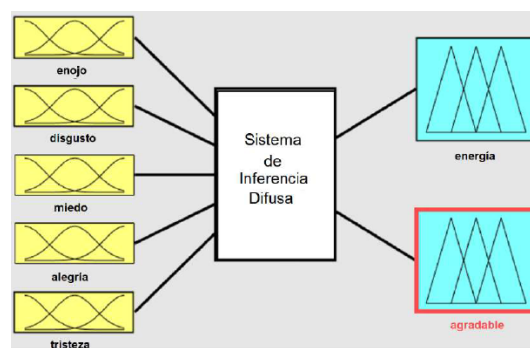 enojo
disgusto
miedo
alegria
tristeza
Sistema
de
Inferencia
Difusa
energía
agradable